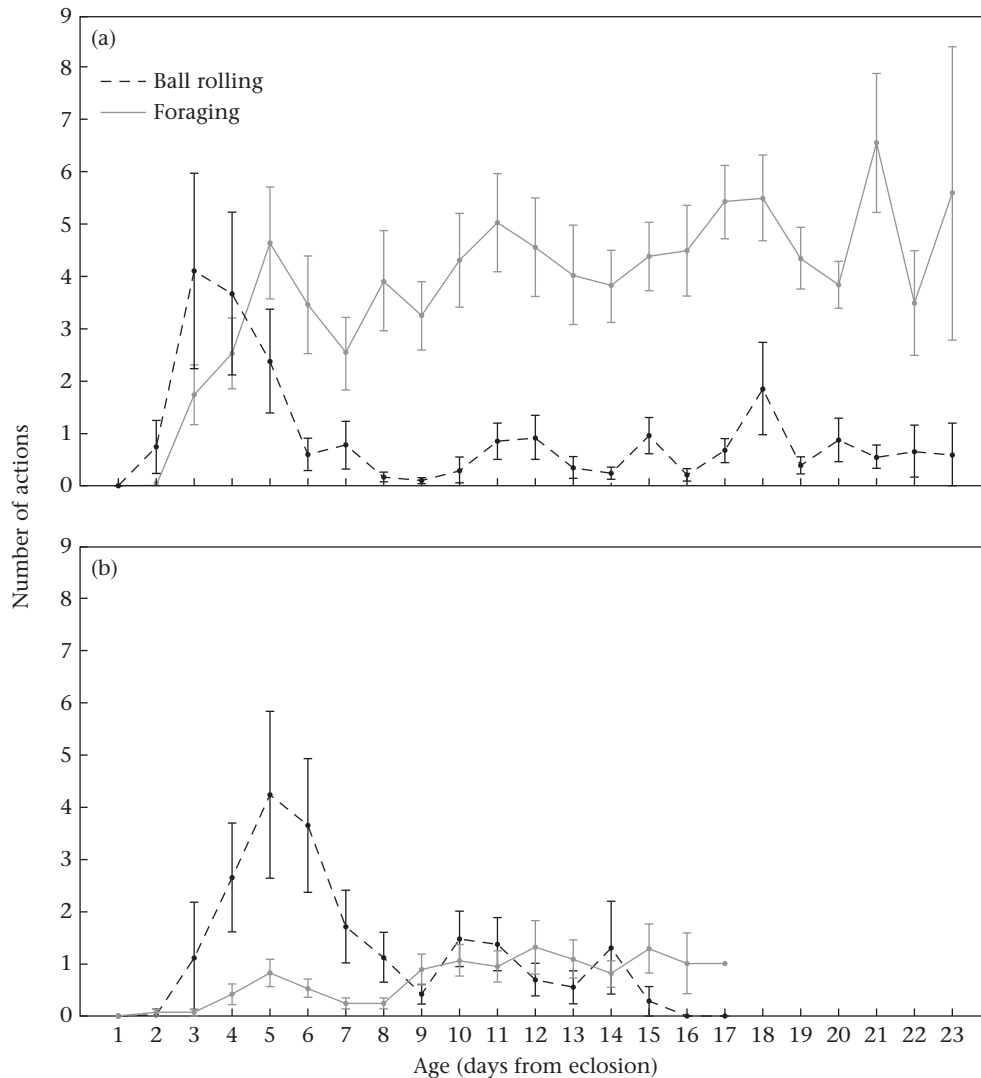 9
(a)
8
Ball rolling
Foraging
7
6
5
4
3
2
1
0
Number of actions
9
(b)
8
7
6
5
4
3
2
1
0
1 2 3 4 5 6 7 8 9 10 11 12 13 14 15 16 17 18 19 20 21 22 23
Age (days from eclosion)